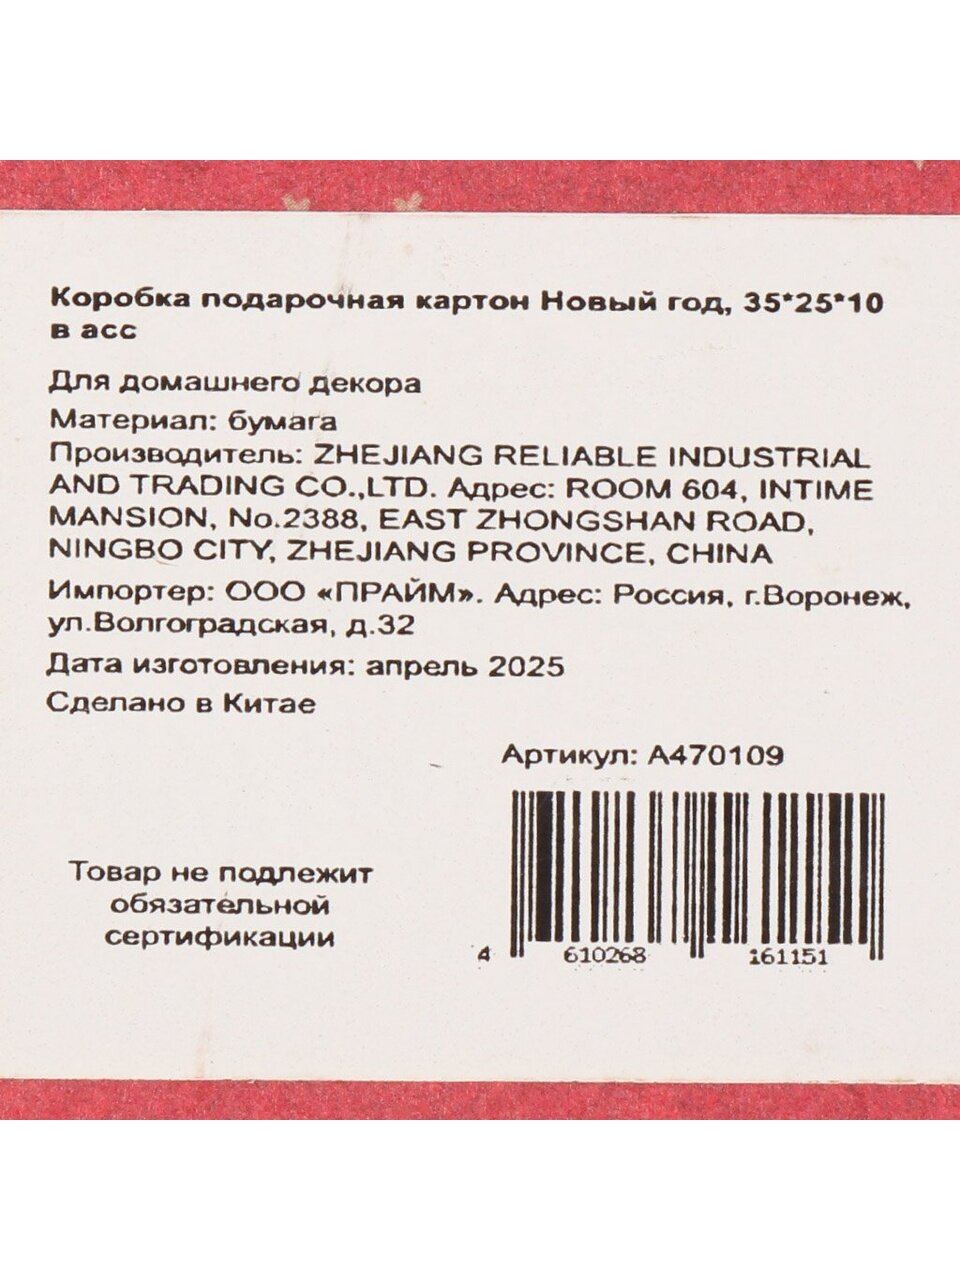 Коробка подарочная картон Новый год, 35*25*10
в асс
Для домашнего декора
Материал: бумага
Производитель: ZHEJIANG RELIABLE INDUSTRIAL
AND TRADING CO.,LTD. Адрес: ROOM 604, INTIME
MANSION, No.2388, EAST ZHONGSHAN ROAD,
NINGBO CITY, ZHEJIANG PROVINCE, CHINA
Импортер: ООО «ПРАЙМ». Адрес: Россия, г.Воронеж,
ул.Волгоградская, д.32
Дата изготовления: апрель 2025
Сделано в Китае
Артикул: А470109
Товар не подлежит
обязательной
сертификации
4 610268 161151